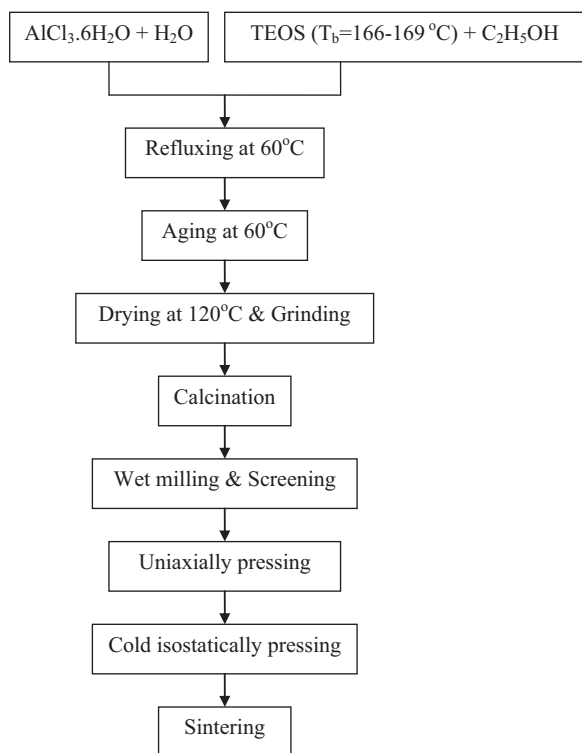 AlCl₃.6H₂O + H₂O
TEOS (T_b=166-169 °C) + C₂H₅OH
Refluxing at 60°C
Aging at 60°C
Drying at 120°C & Grinding
Calcination
Wet milling & Screening
Uniaxially pressing
Cold isostatically pressing
Sintering